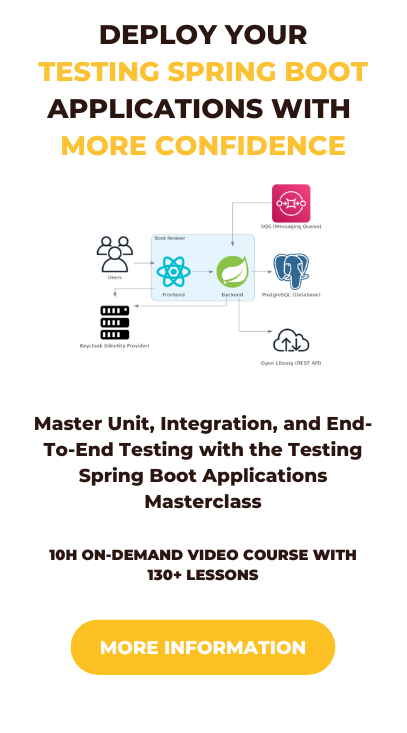 DEPLOY YOUR
TESTING SPRING BOOT
APPLICATIONS WITH
MORE CONFIDENCE
SQS (Messaging Queue)
Book Reviewr
Users
Frontend
Backend
PostgreSQL (Database)
Keycloak (Identity Provider)
Open Library (REST API)
Master Unit, Integration, and End-
To-End Testing with the Testing
Spring Boot Applications
Masterclass
10H ON-DEMAND VIDEO COURSE WITH
130+ LESSONS
MORE INFORMATION